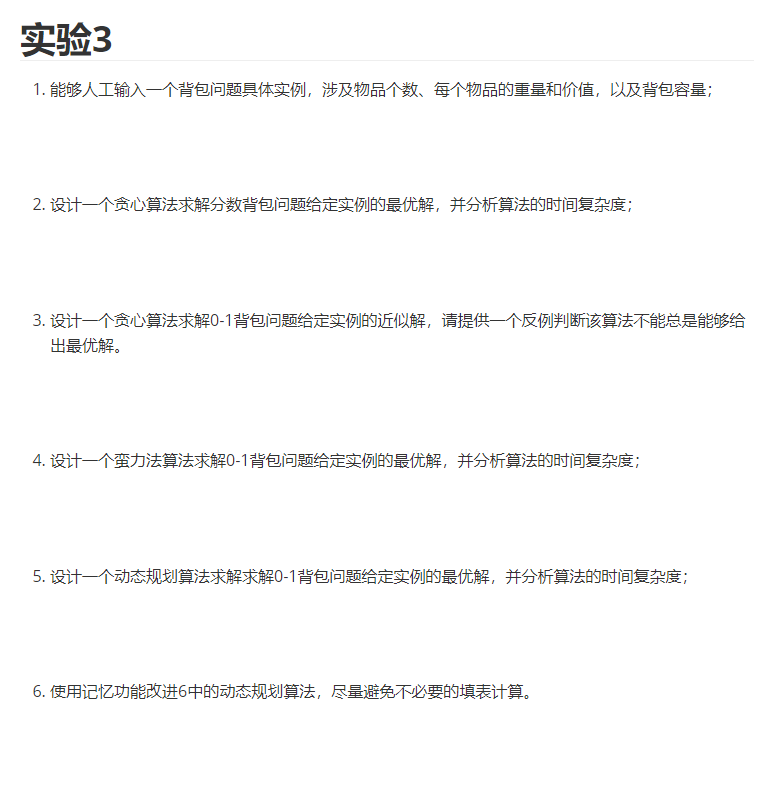 实验3
1. 能够人工输入一个背包问题具体实例，涉及物品个数、每个物品的重量和价值，以及背包容量；
2. 设计一个贪心算法求解分数背包问题给定实例的最优解，并分析算法的时间复杂度；
3. 设计一个贪心算法求解0-1背包问题给定实例的近似解，请提供一个反例判断该算法不能总是能够给
出最优解。
4. 设计一个蛮力法算法求解0-1背包问题给定实例的最优解，并分析算法的时间复杂度；
5. 设计一个动态规划算法求解求解0-1背包问题给定实例的最优解，并分析算法的时间复杂度；
6. 使用记忆功能改进6中的动态规划算法，尽量避免不必要的填表计算。